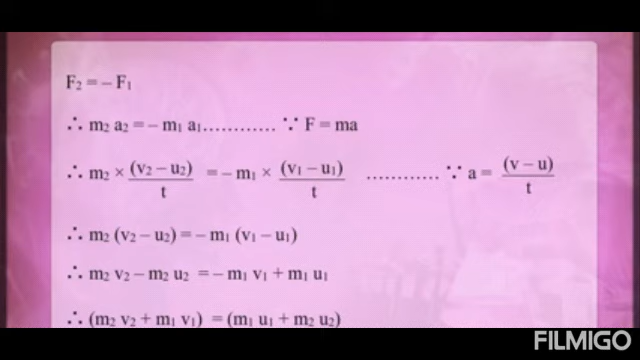 F₂ = – F₁
∴ m₂ a₂ = – m₁ a₁............ ∵ F = ma
∴ m₂ × (v₂ – u₂)/t = – m₁ × (v₁ – u₁)/t ............ ∵ a = (v – u)/t
∴ m₂ (v₂ – u₂) = – m₁ (v₁ – u₁)
∴ m₂ v₂ – m₂ u₂ = – m₁ v₁ + m₁ u₁
∴ (m₂ v₂ + m₁ v₁) = (m₁ u₁ + m₂ u₂)
FILMIGO